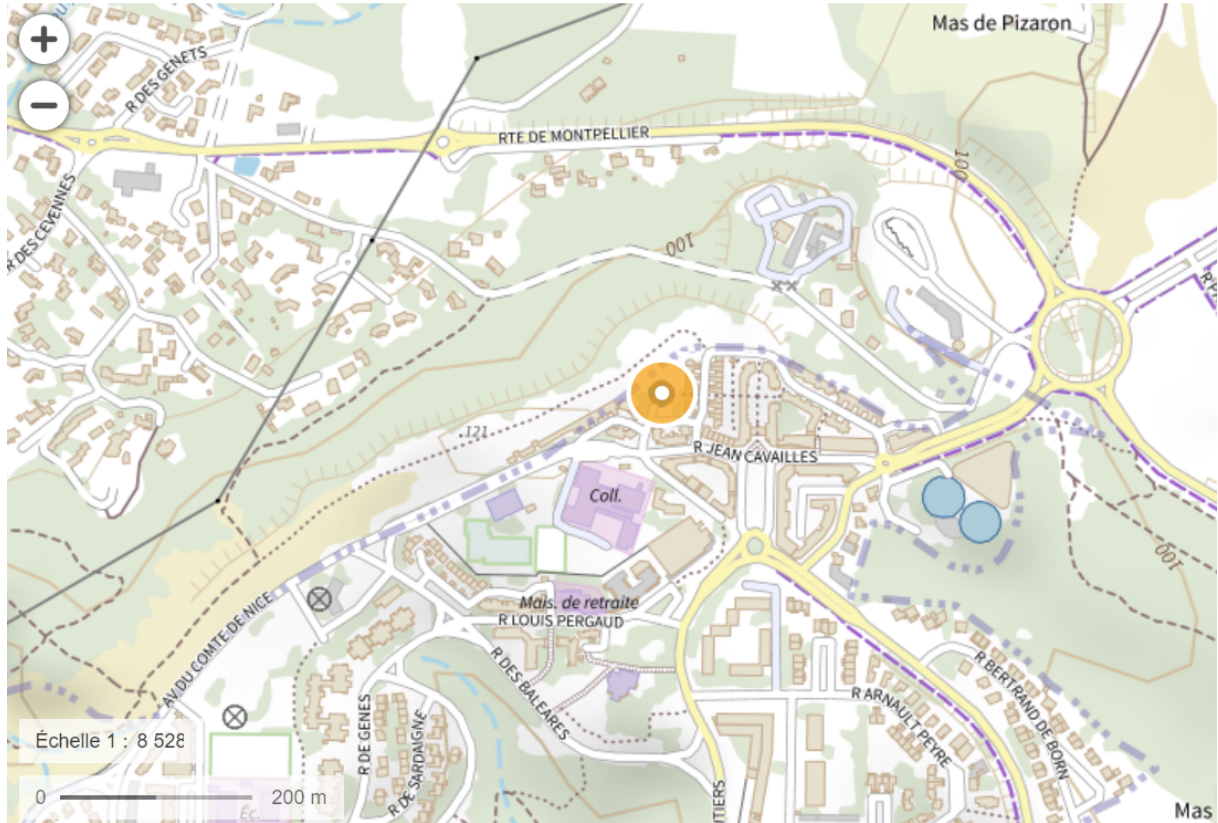 +
Mas de Pizaron
R DES GENETS
−
RTE DE MONTPELLIER
100
R DES CEVENNES
100
.121
R JEAN CAVAILLES
Coll.
100
Mais. de retraite
R LOUIS PERGAUD
AV DU COMTE DE NICE
R DES BALEARES
R BERTRAND DE BORN
R ARNAULT PEYRE
R DE GENES
R DE SARDAIGNE
Échelle 1 : 8 528
0 200 m
Éc.
TIERS
Mas